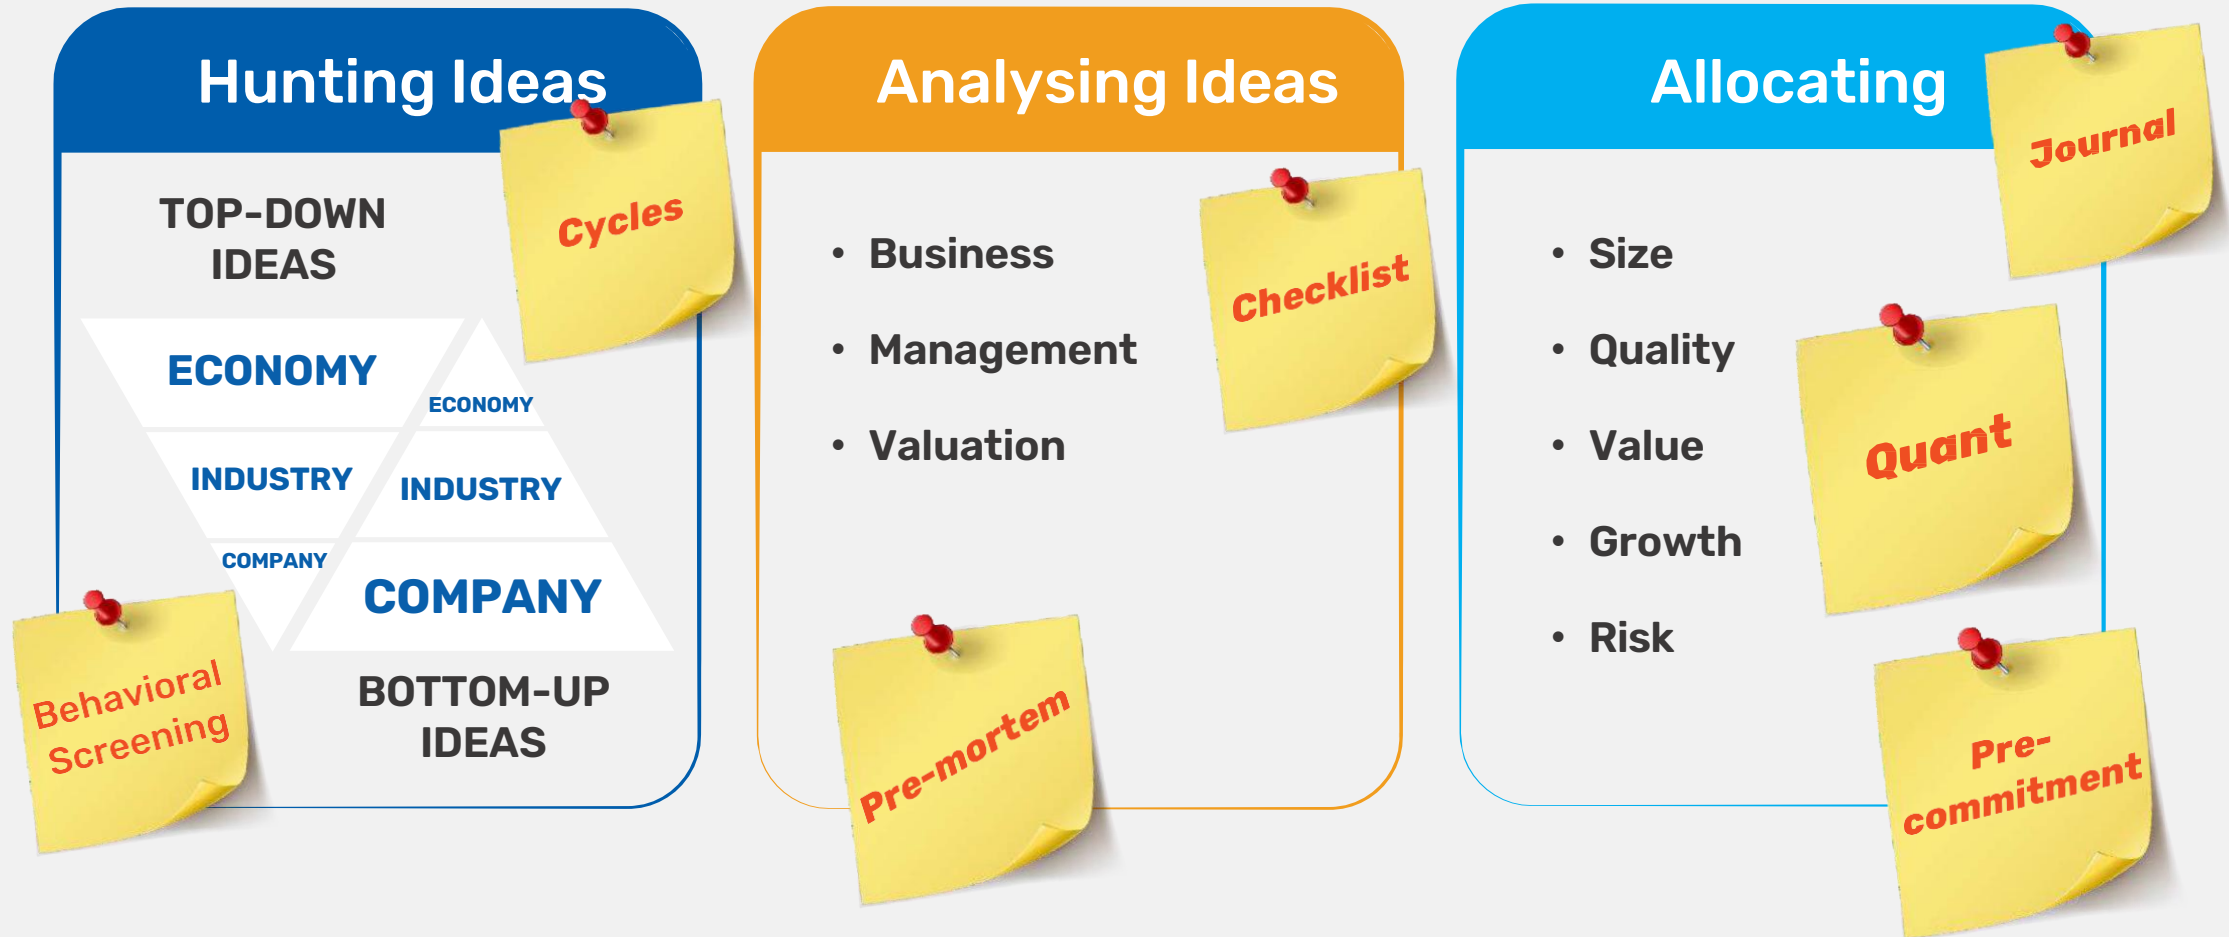 Hunting Ideas
Cycles
TOP-DOWN
IDEAS
ECONOMY
INDUSTRY
COMPANY
ECONOMY
INDUSTRY
COMPANY
BOTTOM-UP
IDEAS
Behavioral
Screening
Analysing Ideas
Checklist
• Business
• Management
• Valuation
Pre-mortem
Allocating
Journal
• Size
• Quality
• Value
• Growth
• Risk
Quant
Pre-
commitment